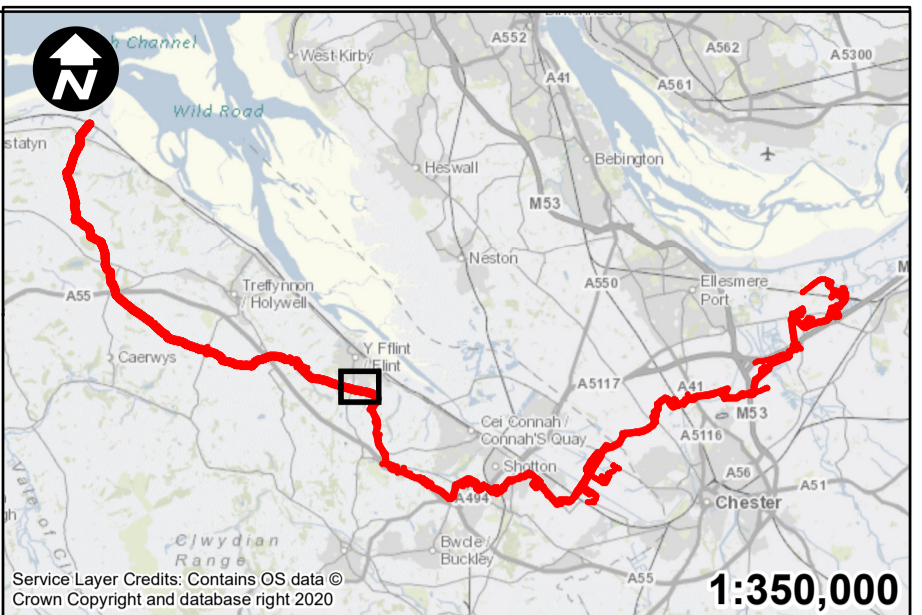 N
h Channel
Wild Road
statyn
West Kirby
A552
A41
A562
A5300
A561
Bebington
Heswall
M53
Neston
A550
Ellesmere
Port
M
Treffynnon
/ Holywell
A55
Caerwys
Y Fflint
/ Flint
A5117
A41
M53
A5116
Cei Connah /
Connah'S Quay
Shotton
A494
A56
A51
Chester
Clwydian
Range
Bwcle /
Buckley
A55
Service Layer Credits: Contains OS data ©
Crown Copyright and database right 2020
1:350,000